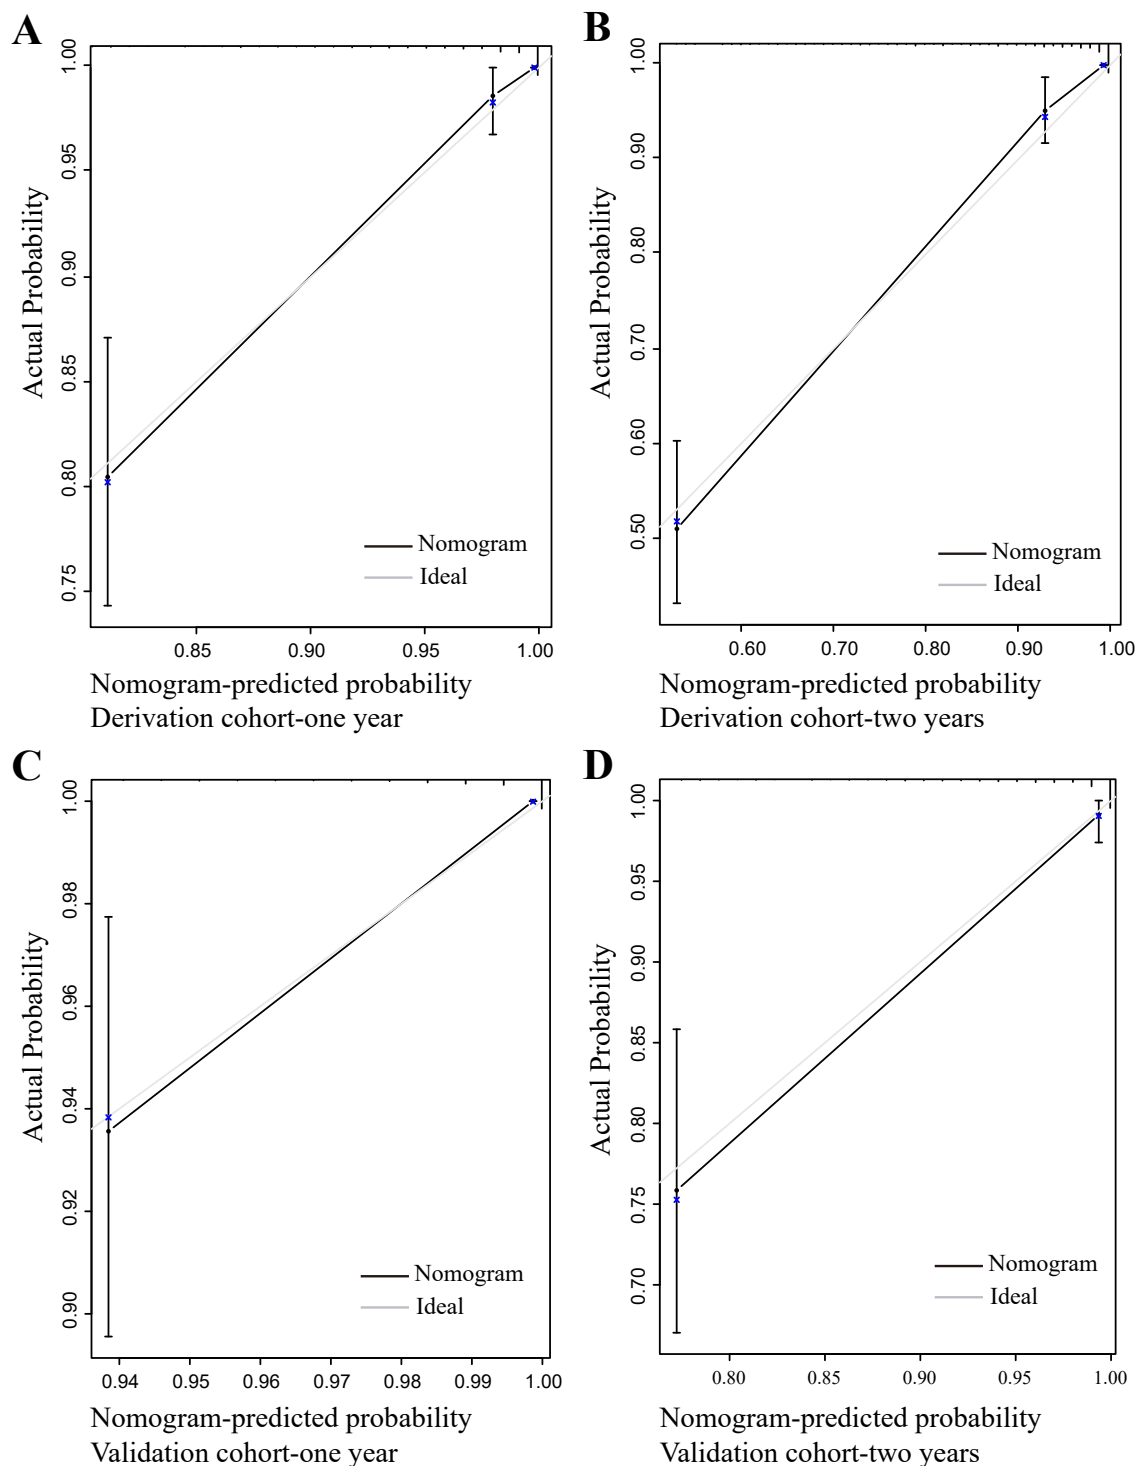 A
Actual Probability
1.00
0.95
0.90
0.85
0.80
0.75
Nomogram
Ideal
0.85 0.90 0.95 1.00
Nomogram-predicted probability
Derivation cohort-one year
B
Actual Probability
1.00
0.90
0.80
0.70
0.60
0.50
Nomogram
Ideal
0.60 0.70 0.80 0.90 1.00
Nomogram-predicted probability
Derivation cohort-two years
C
Actual Probability
1.00
0.98
0.96
0.94
0.92
0.90
Nomogram
Ideal
0.94 0.95 0.96 0.97 0.98 0.99 1.00
Nomogram-predicted probability
Validation cohort-one year
D
Actual Probability
1.00
0.95
0.90
0.85
0.80
0.75
0.70
Nomogram
Ideal
0.80 0.85 0.90 0.95 1.00
Nomogram-predicted probability
Validation cohort-two years